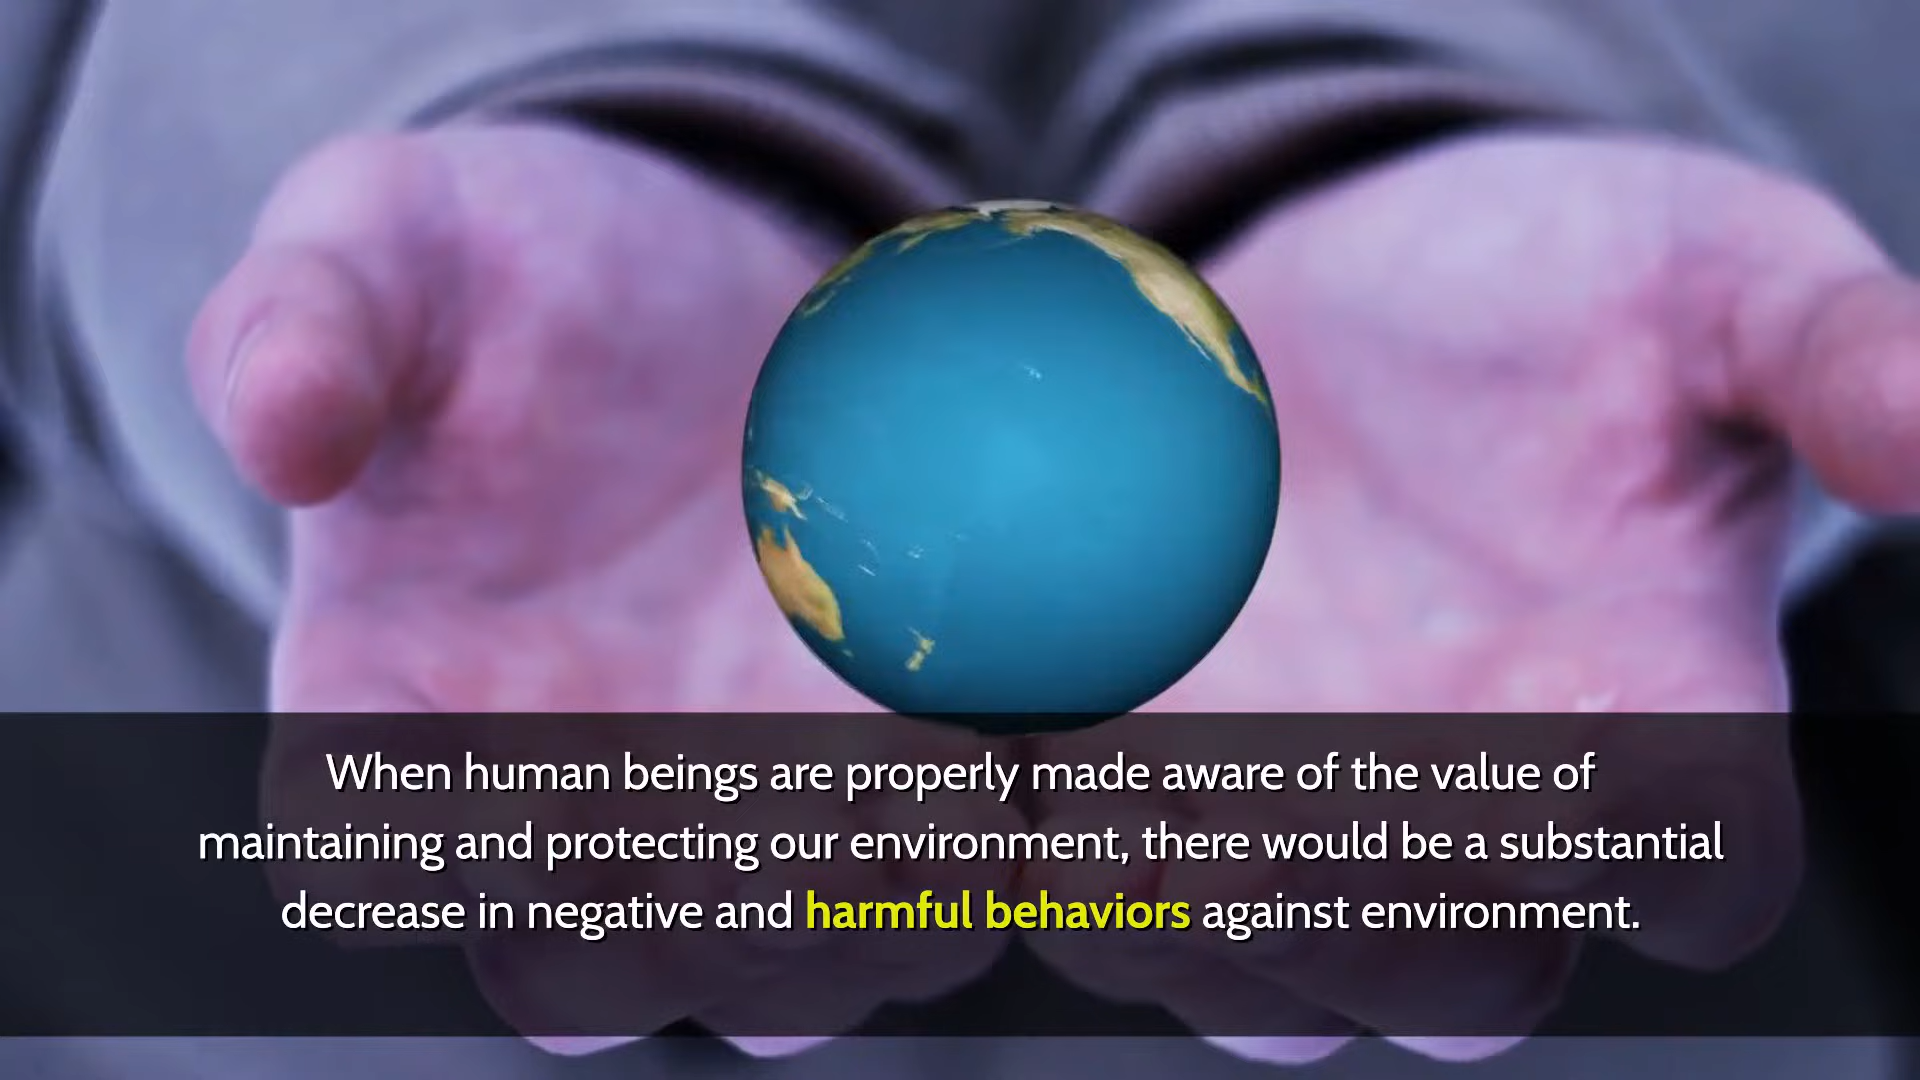 When human beings are properly made aware of the value of
maintaining and protecting our environment, there would be a substantial
decrease in negative and harmful behaviors against environment.